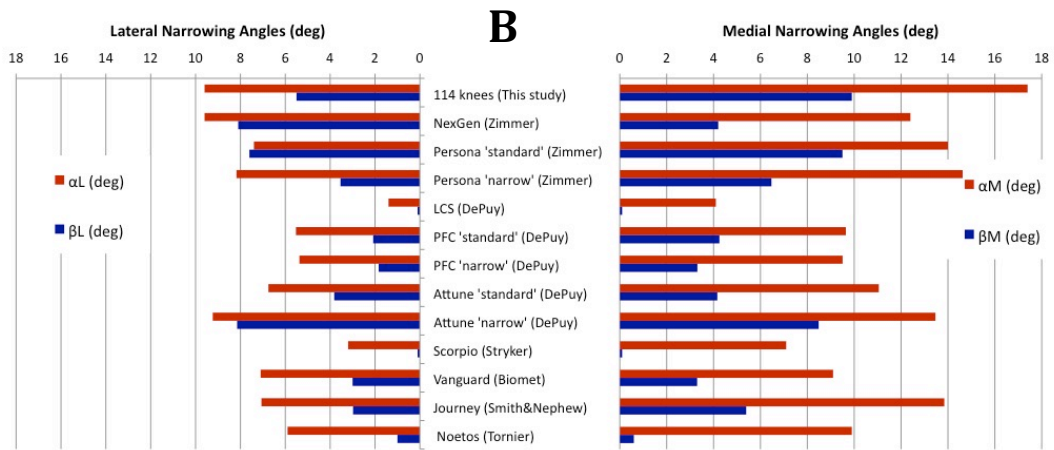 B
Lateral Narrowing Angles (deg)
Medial Narrowing Angles (deg)
18 16 14 12 10 8 6 4 2 0
0 2 4 6 8 10 12 14 16 18
114 knees (This study)
NexGen (Zimmer)
Persona 'standard' (Zimmer)
Persona 'narrow' (Zimmer)
LCS (DePuy)
PFC 'standard' (DePuy)
PFC 'narrow' (DePuy)
Attune 'standard' (DePuy)
Attune 'narrow' (DePuy)
Scorpio (Stryker)
Vanguard (Biomet)
Journey (Smith&Nephew)
Noetos (Tornier)
αL (deg)
βL (deg)
αM (deg)
βM (deg)